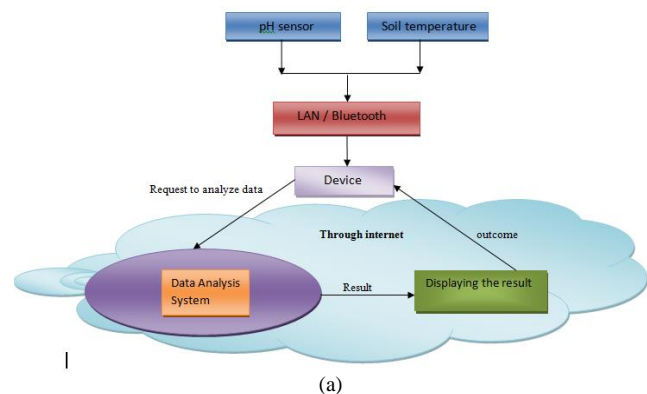 pH sensor
Soil temperature
LAN / Bluetooth
Device
Request to analyze data
Through internet
outcome
Data Analysis
System
Result
Displaying the result
(a)